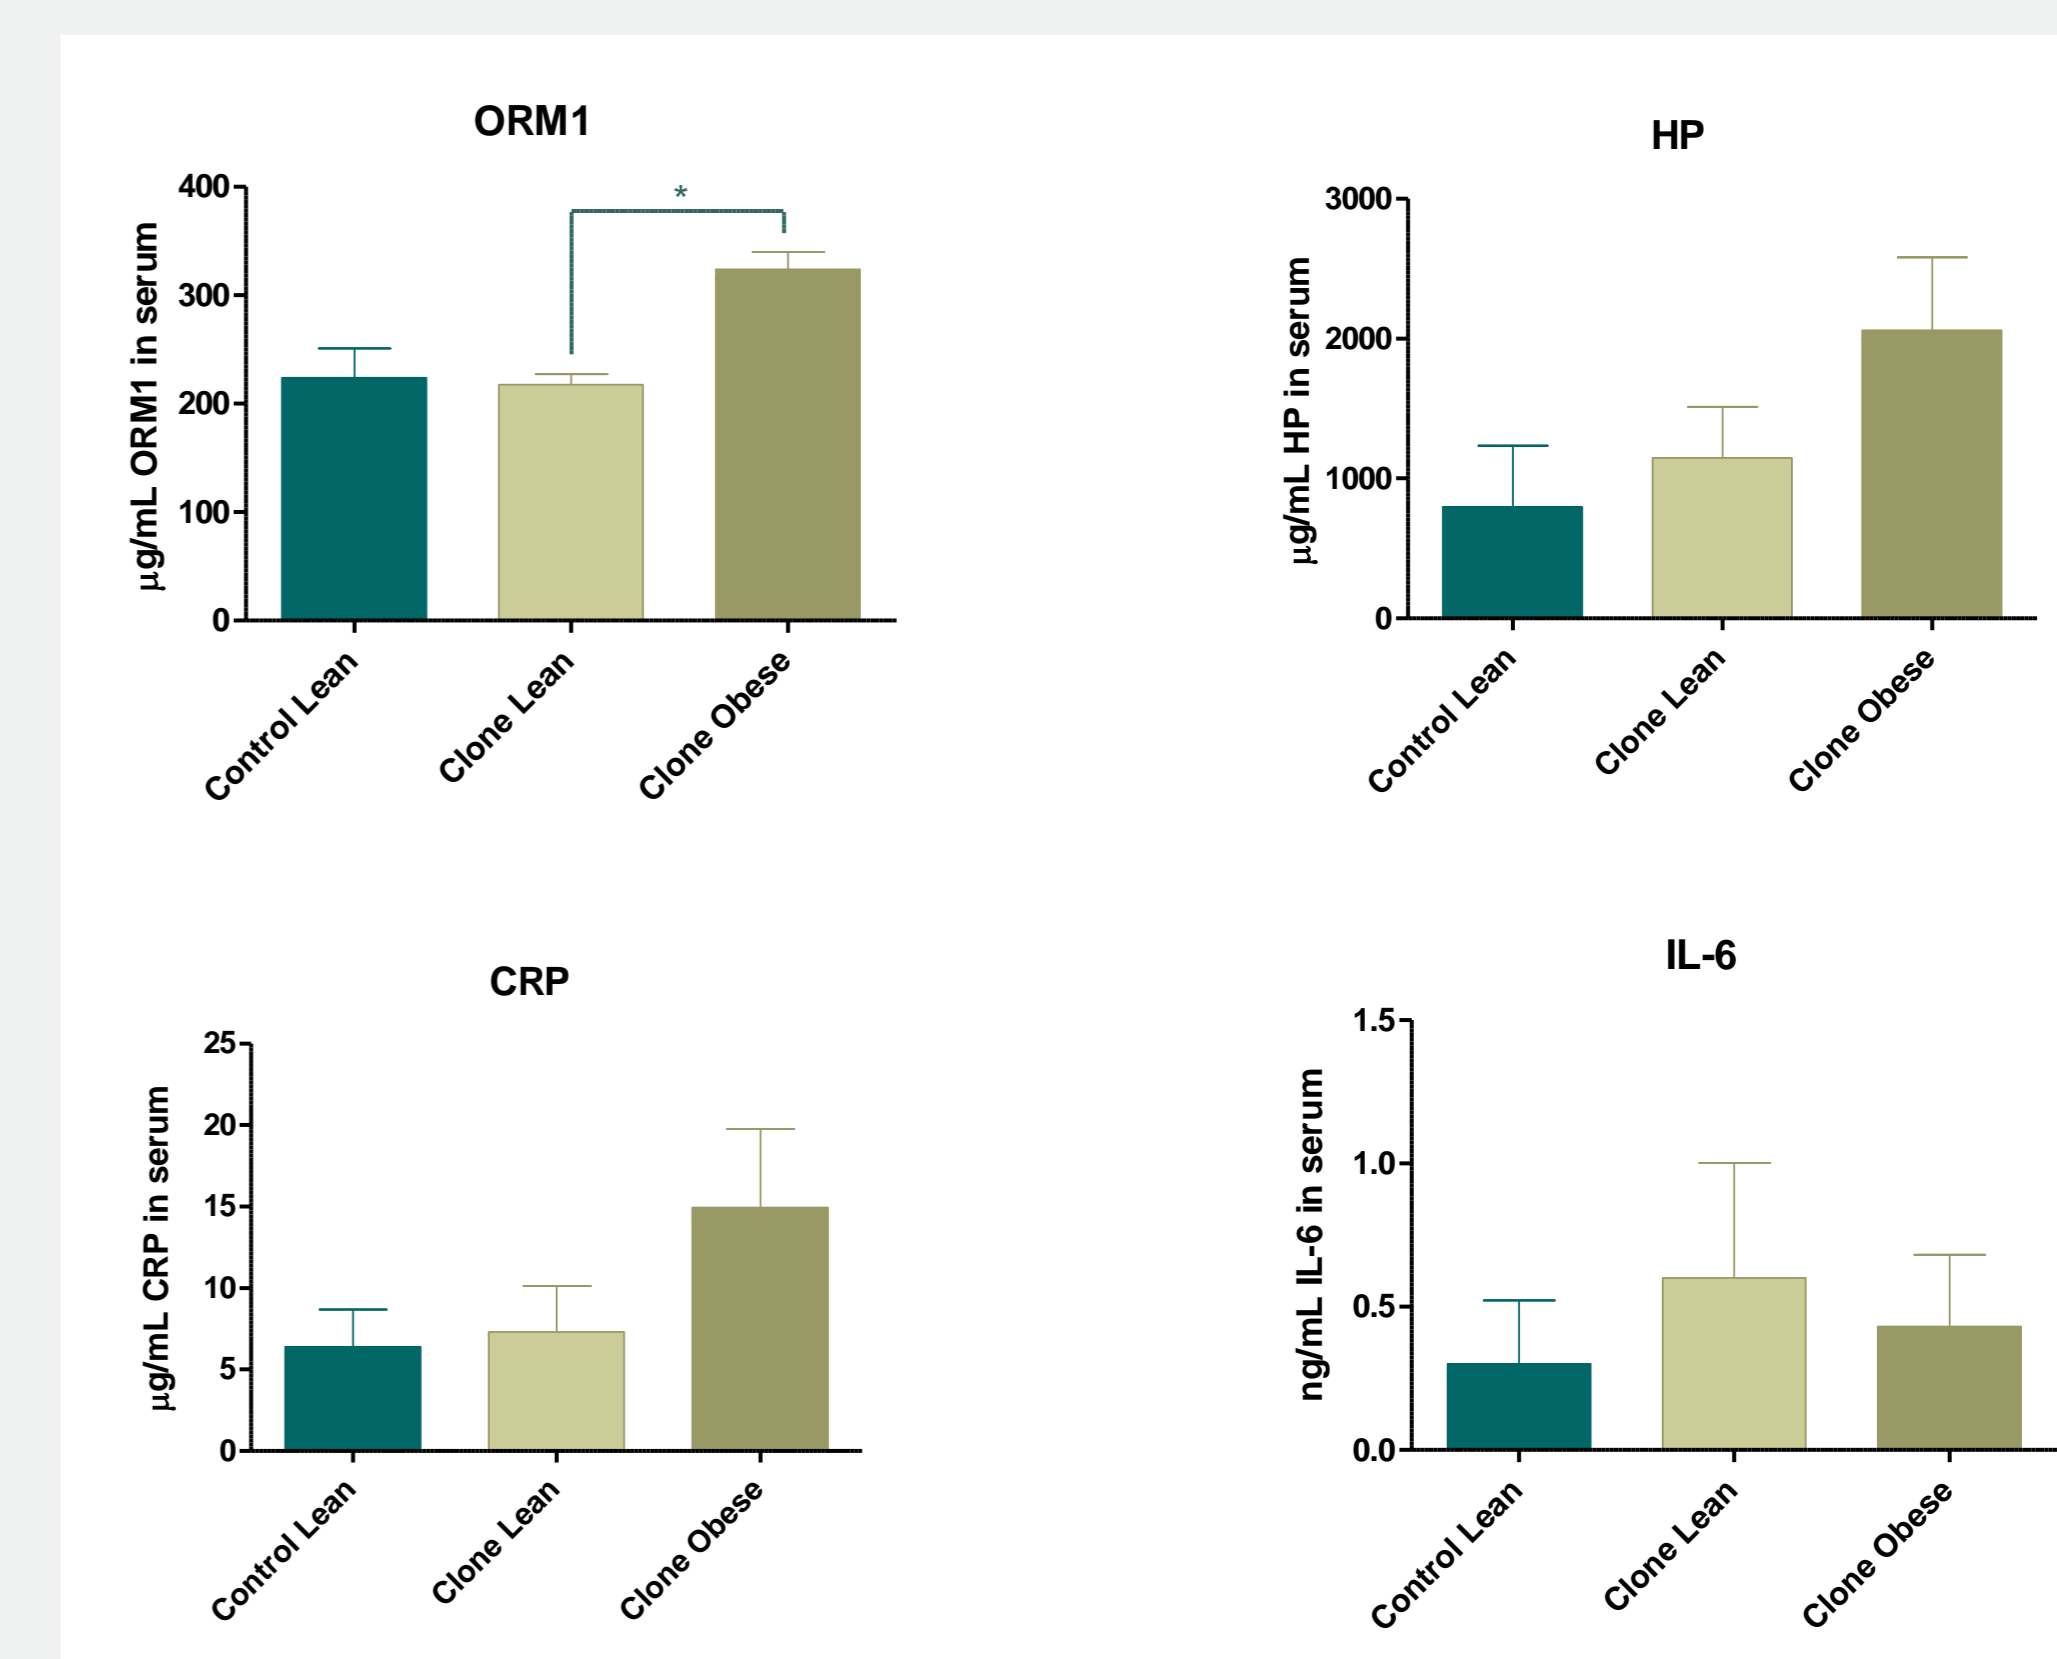 ORM1
*
400
300
200
100
0
μg/mL ORM1 in serum
Control Lean
Clone Lean
Clone Obese
HP
3000
2000
1000
0
μg/mL HP in serum
Control Lean
Clone Lean
Clone Obese
CRP
25
20
15
10
5
0
μg/mL CRP in serum
Control Lean
Clone Lean
Clone Obese
IL-6
1.5
1.0
0.5
0.0
ng/mL IL-6 in serum
Control Lean
Clone Lean
Clone Obese